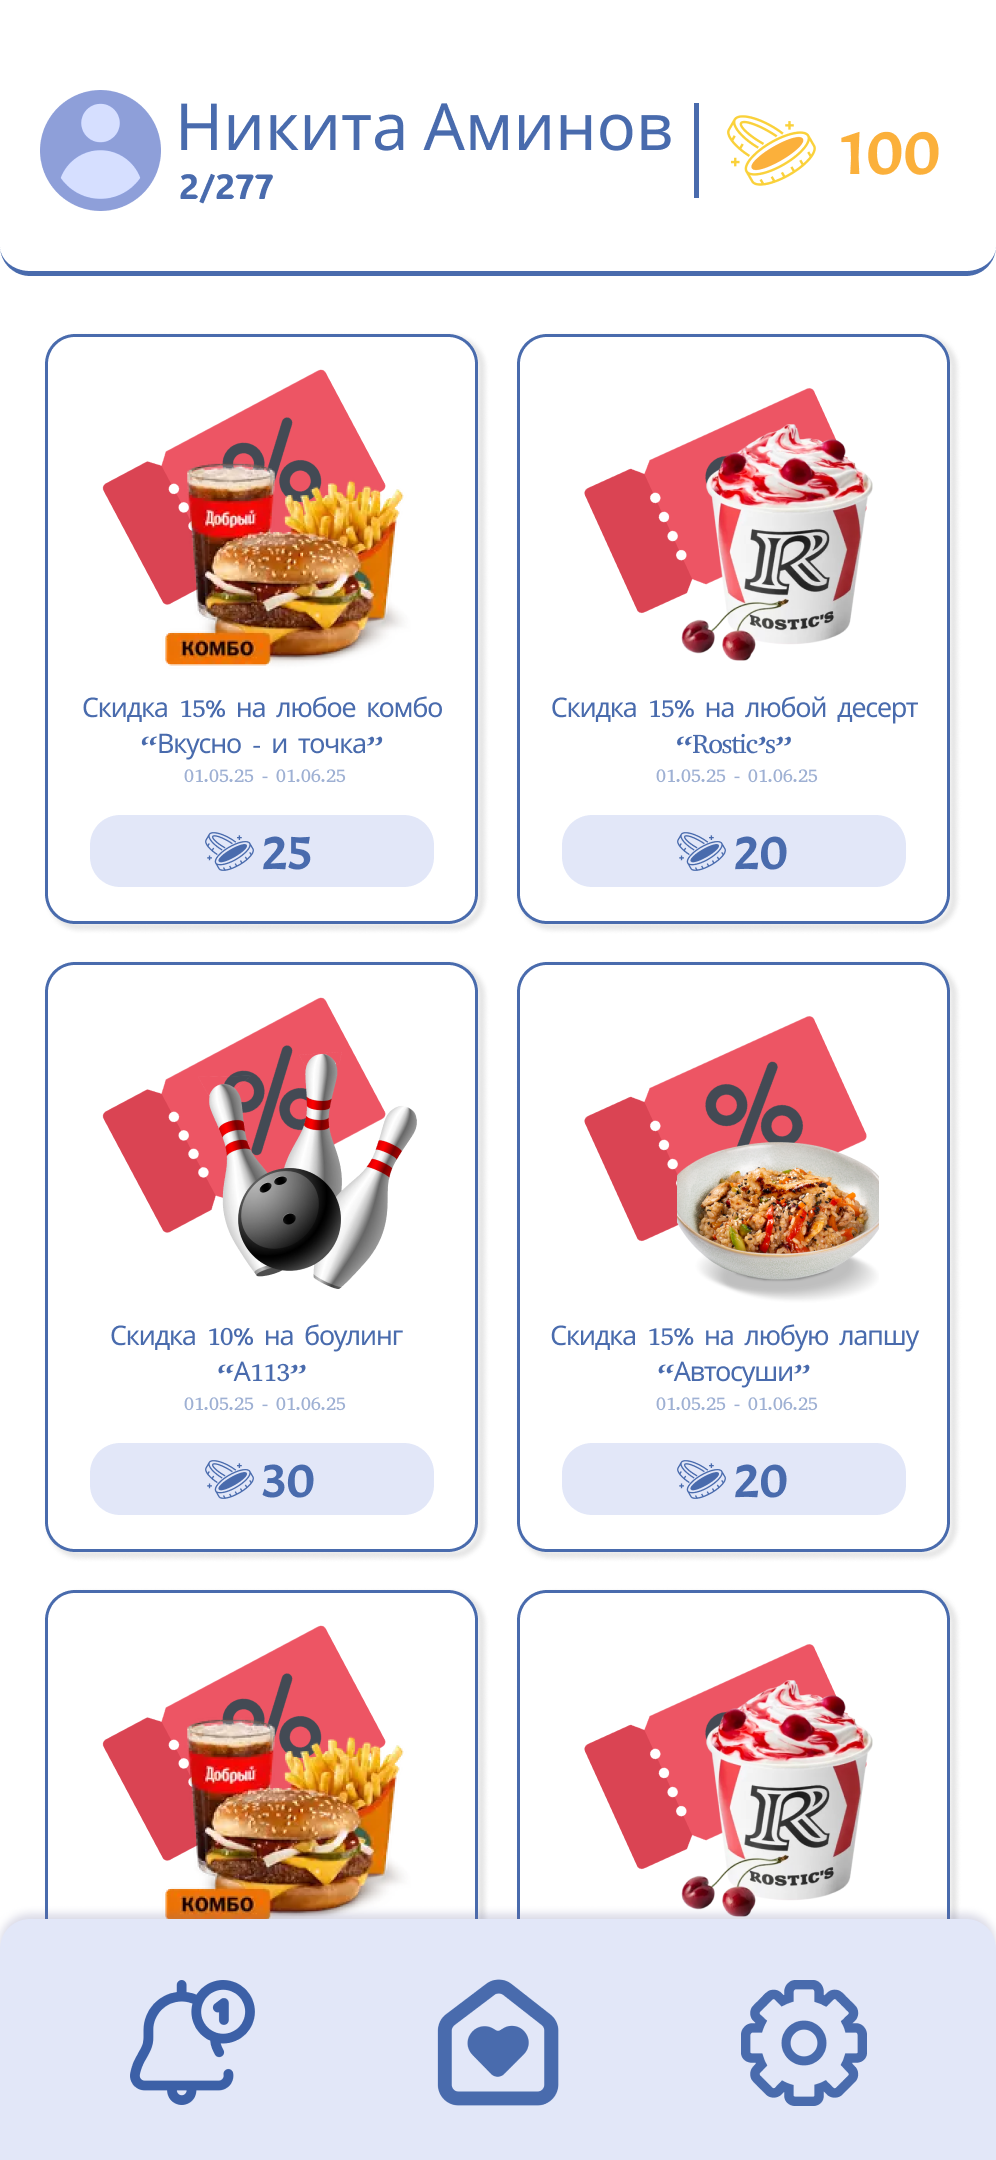 Никита Аминов
2/277
100
%
Добрый
КОМБО
Скидка 15% на любое комбо
“Вкусно - и точка”
01.05.25 - 01.06.25
25
R
ROSTIC'S
Скидка 15% на любой десерт
“Rostic’s”
01.05.25 - 01.06.25
20
%
Скидка 10% на боулинг
“А113”
01.05.25 - 01.06.25
30
%
Скидка 15% на любую лапшу
“Автосуши”
01.05.25 - 01.06.25
20
%
Добрый
КОМБО
R
ROSTIC'S
1